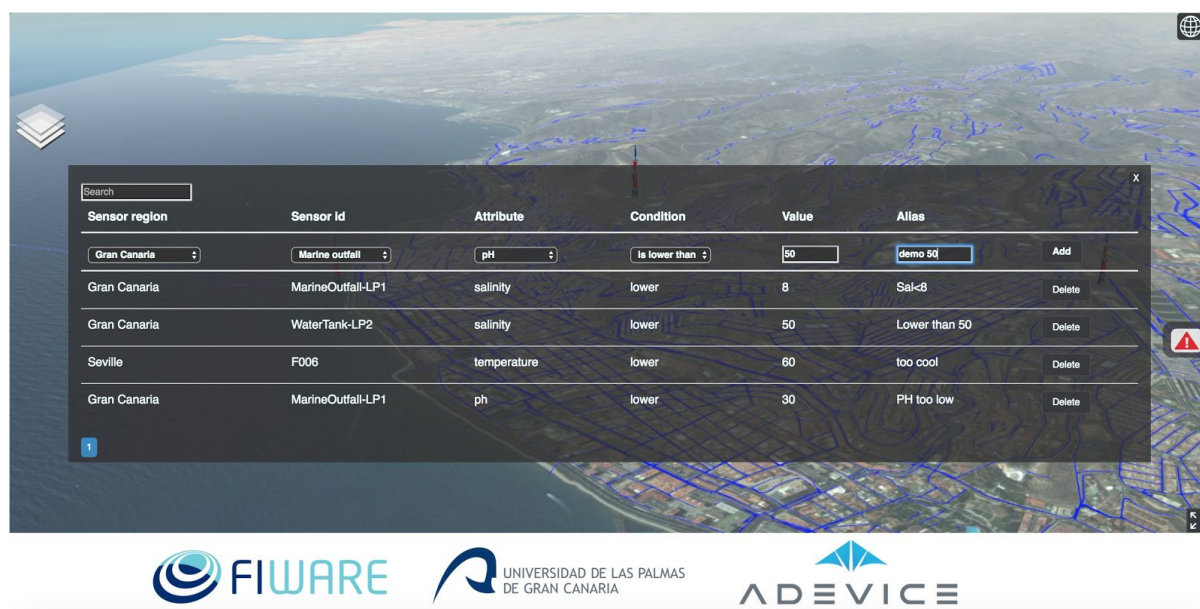 Search
X
Sensor region Sensor id Attribute Condition Value Alias
Gran Canaria Marine outfall pH Is lower than 50 demo 50 Add
Gran Canaria MarineOutfall-LP1 salinity lower 8 Sal<8 Delete
Gran Canaria WaterTank-LP2 salinity lower 50 Lower than 50 Delete
Seville F006 temperature lower 60 too cool Delete
Gran Canaria MarineOutfall-LP1 ph lower 30 PH too low Delete
1
FIWARE
UNIVERSIDAD DE LAS PALMAS
DE GRAN CANARIA
ADEVICE